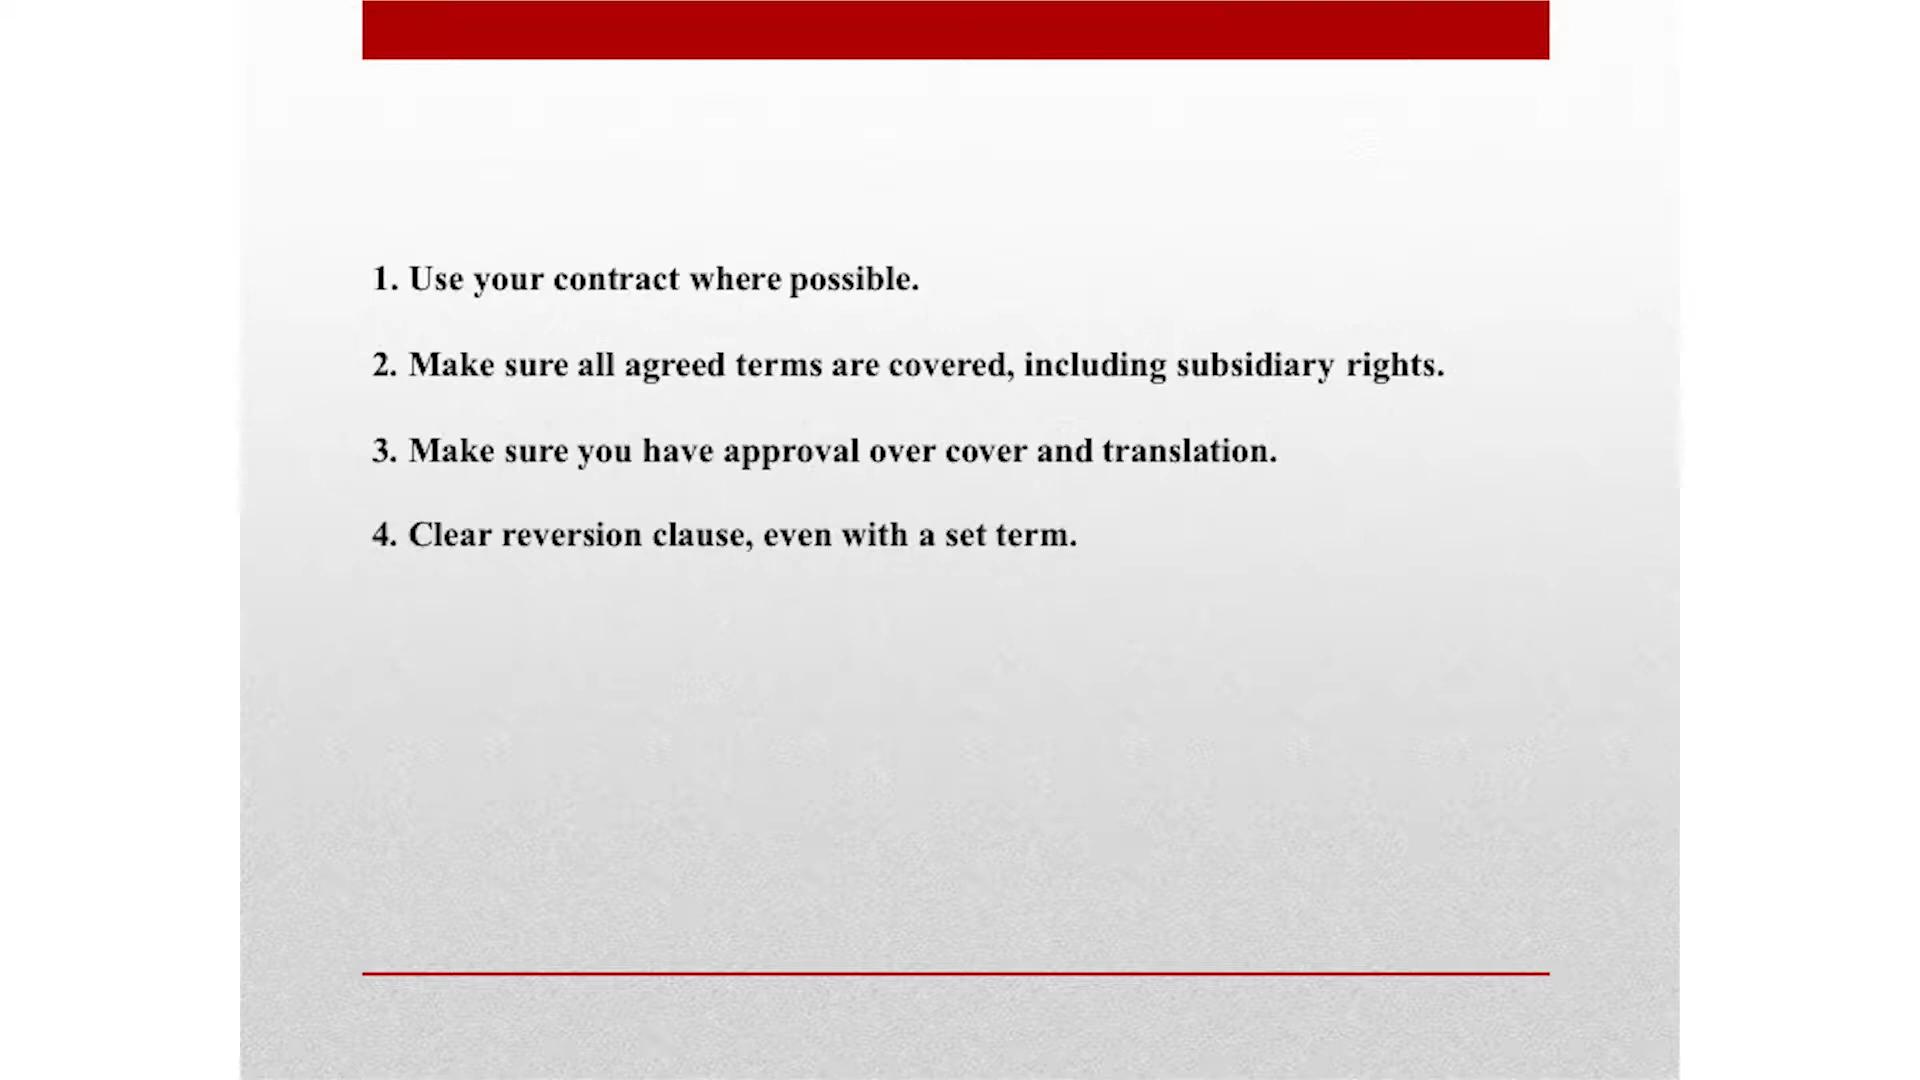 1. Use your contract where possible.
2. Make sure all agreed terms are covered, including subsidiary rights.
3. Make sure you have approval over cover and translation.
4. Clear reversion clause, even with a set term.